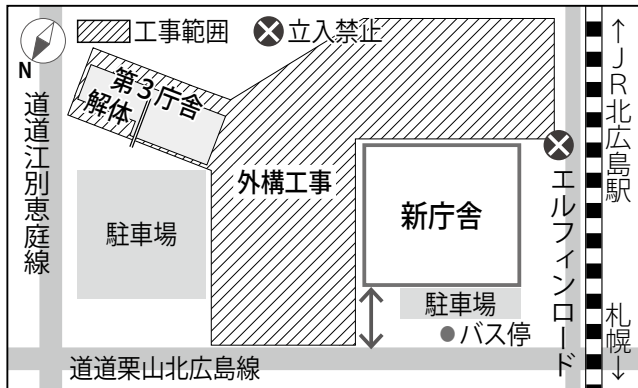 工事範囲
立入禁止
N
第3庁舎
解体
外構工事
新庁舎
駐車場
駐車場
バス停
道道江別恵庭線
道道栗山北広島線
エルフィンロード
↑JR北広島駅
札幌↓